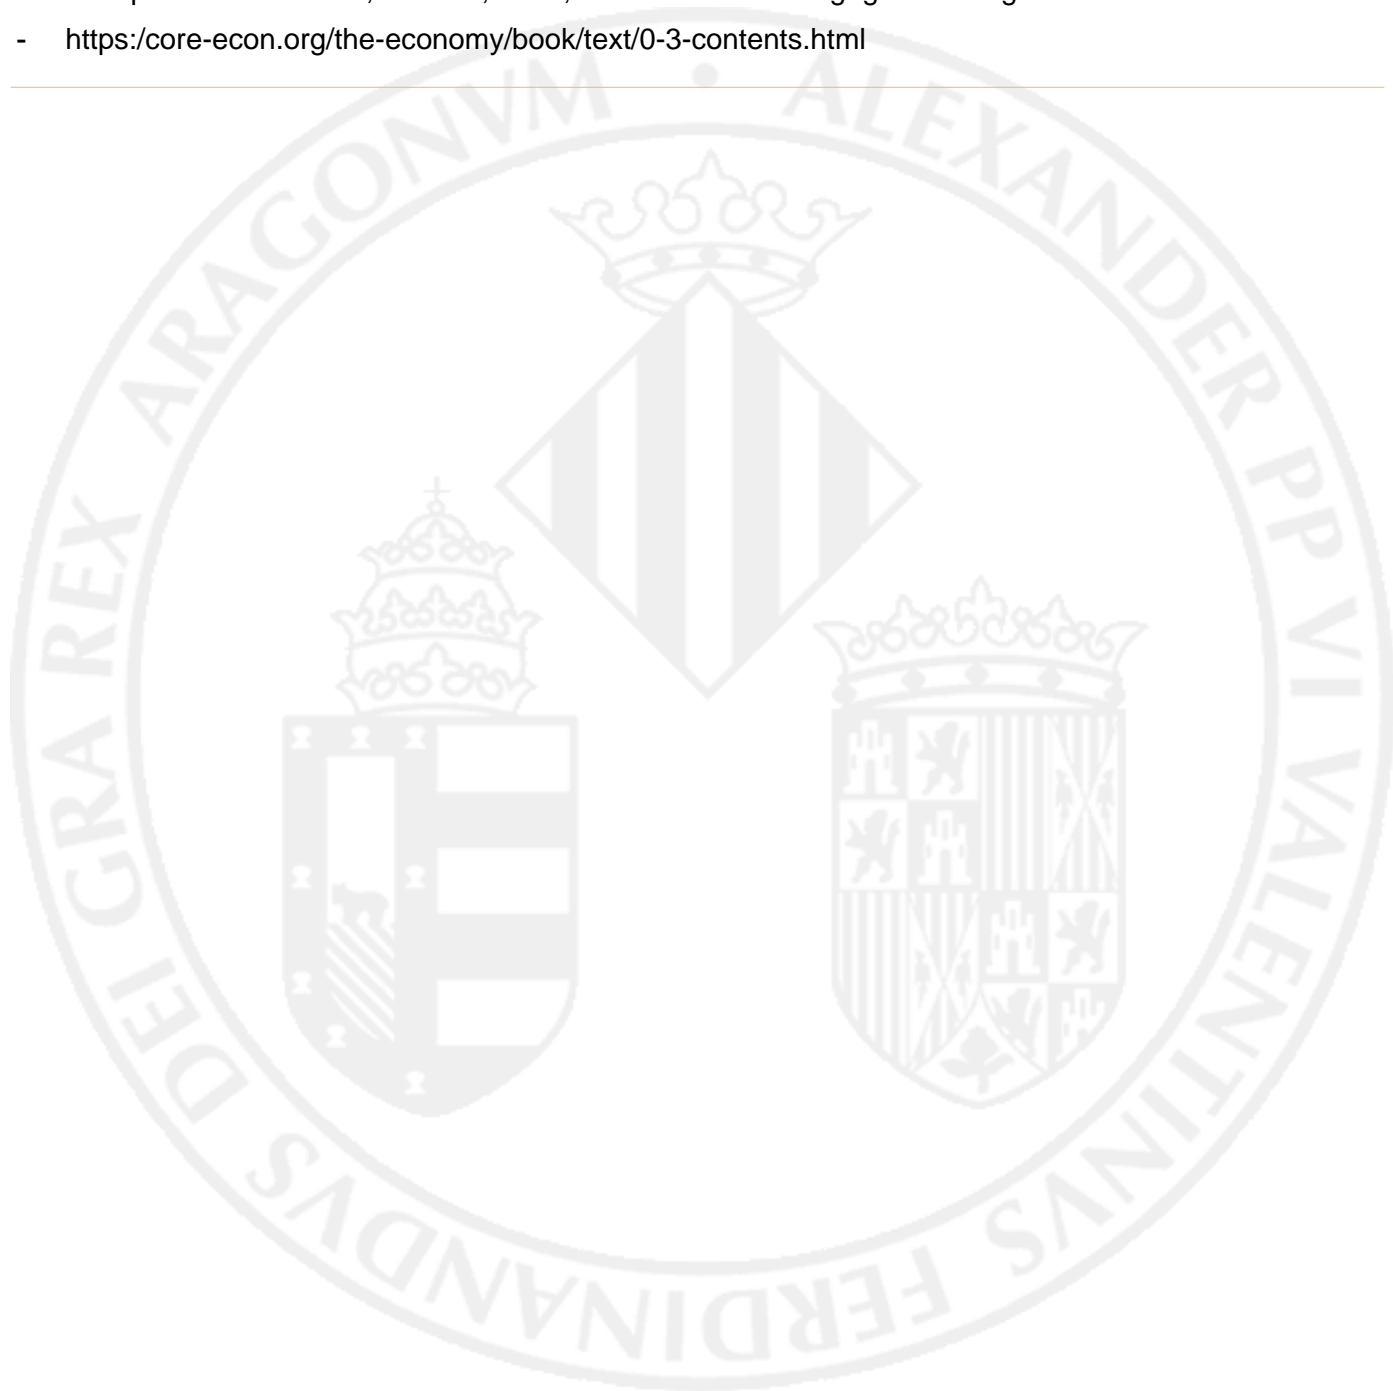 - https:/core-econ.org/the-economy/book/text/0-3-contents.html
FERDINANDVS DEI GRA REX ARAGONVM • ALEXANDER PP VI VALENTINVS